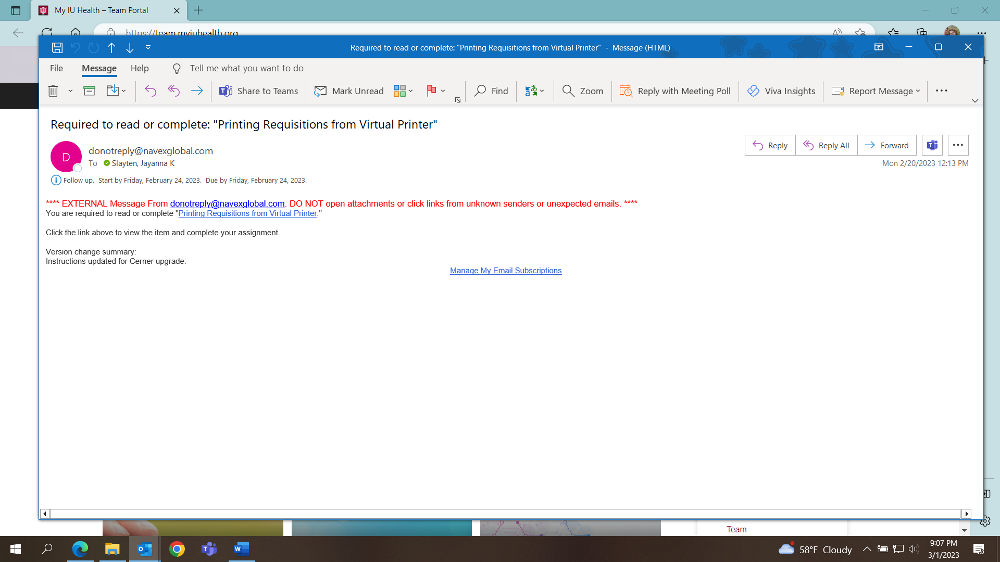 My IU Health – Team Portal
https://team.myiuhealth.org
Required to read or complete: "Printing Requisitions from Virtual Printer" - Message (HTML)
File Message Help Tell me what you want to do
Share to Teams Mark Unread Find Zoom Reply with Meeting Poll Viva Insights Report Message
Required to read or complete: "Printing Requisitions from Virtual Printer"
D
donotreply@navexglobal.com
To Slayten, Jayanna K
Reply Reply All Forward
Mon 2/20/2023 12:13 PM
Follow up. Start by Friday, February 24, 2023. Due by Friday, February 24, 2023.
**** EXTERNAL Message From donotreply@navexglobal.com. DO NOT open attachments or click links from unknown senders or unexpected emails. ****
You are required to read or complete "Printing Requisitions from Virtual Printer."
Click the link above to view the item and complete your assignment.
Version change summary:
Instructions updated for Cerner upgrade.
Manage My Email Subscriptions
Team
58°F Cloudy
9:07 PM
3/1/2023